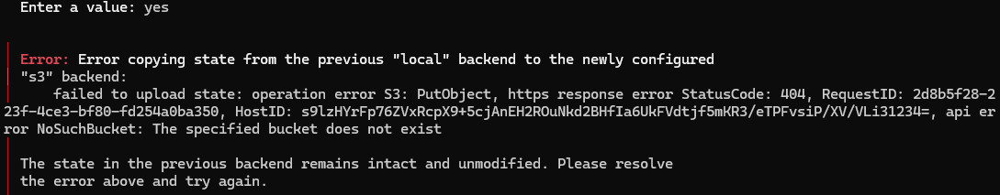 Enter a value: yes
Error: Error copying state from the previous "local" backend to the newly configured
"s3" backend:
failed to upload state: operation error S3: PutObject, https response error StatusCode: 404, RequestID: 2d8b5f28-2
23f-4ce3-bf80-fd254a0ba350, HostID: s9lzHYrFp76ZVxRcpX9+5cjAnEH2ROuNkd2BHfIa6UkFVdtjf5mKR3/eTPFvsiP/XV/VLi31234=, api er
ror NoSuchBucket: The specified bucket does not exist
The state in the previous backend remains intact and unmodified. Please resolve
the error above and try again.